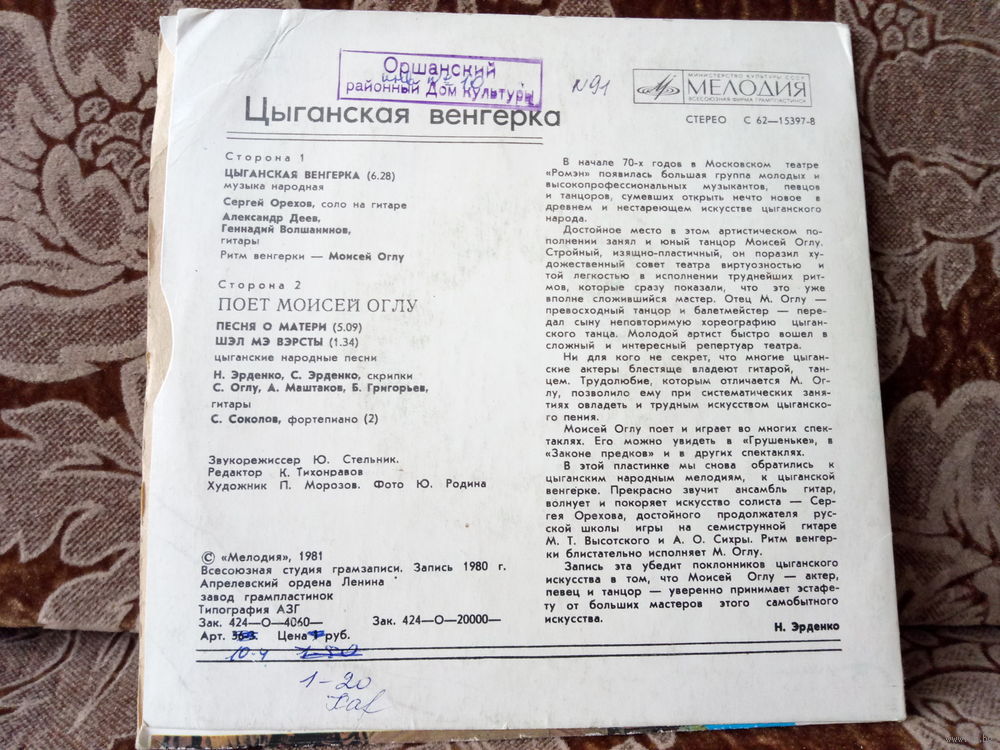 Оршанский
районный Дом культуры
N91
МИНИСТЕРСТВО КУЛЬТУРЫ СССР
МЕЛОДИЯ
ВСЕСОЮЗНАЯ ФИРМА ГРАМПЛАСТИНОК
Цыганская венгерка
СТЕРЕО С 62—15397-8
Сторона 1
ЦЫГАНСКАЯ ВЕНГЕРКА (6.28)
музыка народная
Сергей Орехов, соло на гитаре
Александр Деев,
Геннадий Волшанинов,
гитары
Ритм венгерки — Моисей Оглу
Сторона 2
ПОЕТ МОИСЕЙ ОГЛУ
ПЕСНЯ О МАТЕРИ (5.09)
ШЭЛ МЭ ВЭРСТЫ (1.34)
цыганские народные песни
Н. Эрденко, С. Эрденко, скрипки
С. Оглу, А. Маштаков, Б. Григорьев,
гитары
С. Соколов, фортепиано (2)
Звукорежиссер Ю. Стельник.
Редактор К. Тихонравов
Художник П. Морозов. Фото Ю. Родина
© «Мелодия», 1981
Всесоюзная студия грамзаписи. Запись 1980 г.
Апрелевский ордена Ленина
завод грампластинок
Типография АЗГ
Зак. 424—О—4060— Зак. 424—О—20000—
Арт. Цена руб.
10-4
1-20
В начале 70-х годов в Московском театре
«Ромэн» появилась большая группа молодых и
высокопрофессиональных музыкантов, певцов
и танцоров, сумевших открыть нечто новое в
древнем и нестареющем искусстве цыганского
народа.
Достойное место в этом артистическом по-
полнении занял и юный танцор Моисей Оглу.
Стройный, изящно-пластичный, он поразил ху-
дожественный совет театра виртуозностью и
той легкостью в исполнении труднейших рит-
мов, которые сразу показали, что это уже
вполне сложившийся мастер. Отец М. Оглу —
превосходный танцор и балетмейстер — пере-
дал сыну неповторимую хореографию цыган-
ского танца. Молодой артист быстро вошел в
сложный и интересный репертуар театра.
Ни для кого не секрет, что многие цыган-
ские актеры блестяще владеют гитарой, тан-
цем. Трудолюбие, которым отличается М. Ог-
лу, позволило ему при систематических заня-
тиях овладеть и трудным искусством цыганско-
го пения.
Моисей Оглу поет и играет во многих спек-
таклях. Его можно увидеть в «Грушеньке», в
«Законе предков» и в других спектаклях.
В этой пластинке мы снова обратились к
цыганским народным мелодиям, к цыганской
венгерке. Прекрасно звучит ансамбль гитар,
волнует и покоряет искусство солиста — Сер-
гея Орехова, достойного продолжателя рус-
ской школы игры на семиструнной гитаре
М. Т. Высотского и А. О. Сихры. Ритм венгер-
ки блистательно исполняет М. Оглу.
Запись эта убедит поклонников цыганского
искусства в том, что Моисей Оглу — актер,
певец и танцор — уверенно принимает эстафе-
ту от больших мастеров этого самобытного
искусства.
Н. Эрденко